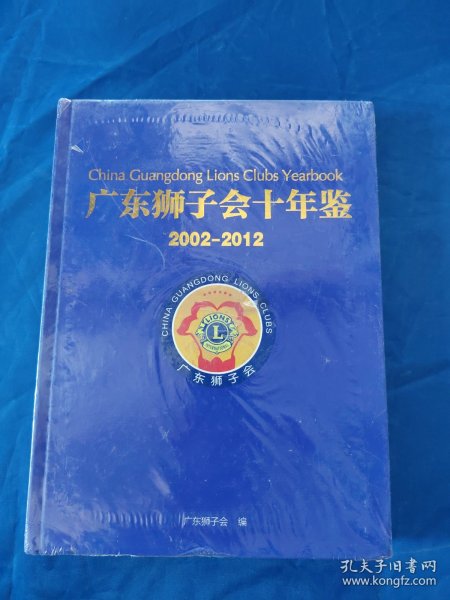 China Guangdong Lions Clubs Yearbook
广东狮子会十年鉴
2002-2012
CHINA GUANGDONG LIONS CLUBS
LIONS
L
广东狮子会
广东狮子会 编
孔夫子旧书网
www.kongfz.com